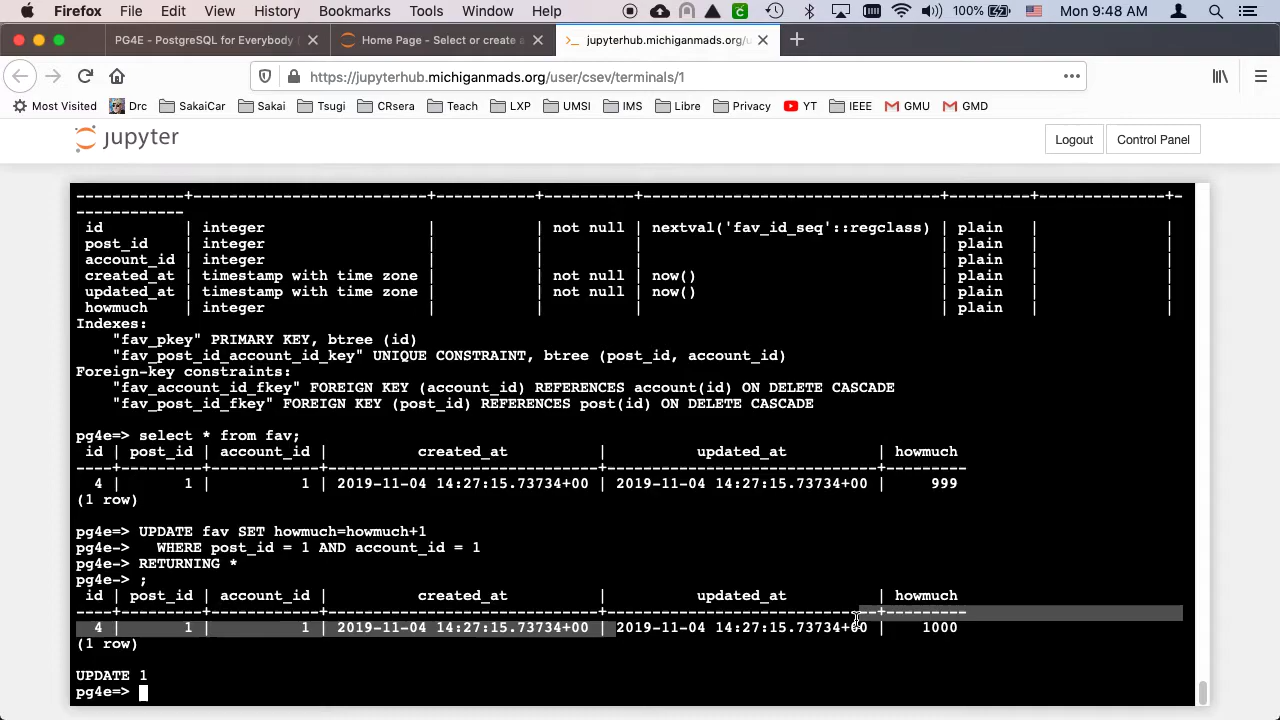 Firefox File Edit View History Bookmarks Tools Window Help 100% Mon 9:48 AM
PG4E - PostgreSQL for Everybody Home Page - Select or create a jupyterhub.michiganmads.org/u
https://jupyterhub.michiganmads.org/user/csev/terminals/1
Most Visited Drc SakaiCar Sakai Tsugi CRsera Teach LXP UMSI IMS Libre Privacy YT IEEE GMU GMD
jupyter Logout Control Panel
------------+-------------------------+-----------+----------+---------------------------------+---------+--------------+-
------------
id | integer | | not null | nextval('fav_id_seq'::regclass) | plain | |
post_id | integer | | | | plain | |
account_id | integer | | | | plain | |
created_at | timestamp with time zone | | not null | now() | plain | |
updated_at | timestamp with time zone | | not null | now() | plain | |
howmuch | integer | | | | plain | |
Indexes:
"fav_pkey" PRIMARY KEY, btree (id)
"fav_post_id_account_id_key" UNIQUE CONSTRAINT, btree (post_id, account_id)
Foreign-key constraints:
"fav_account_id_fkey" FOREIGN KEY (account_id) REFERENCES account(id) ON DELETE CASCADE
"fav_post_id_fkey" FOREIGN KEY (post_id) REFERENCES post(id) ON DELETE CASCADE
pg4e=> select * from fav;
id | post_id | account_id | created_at | updated_at | howmuch
----+---------+------------+------------------------------+------------------------------+---------
4 | 1 | 1 | 2019-11-04 14:27:15.73734+00 | 2019-11-04 14:27:15.73734+00 | 999
(1 row)
pg4e=> UPDATE fav SET howmuch=howmuch+1
pg4e-> WHERE post_id = 1 AND account_id = 1
pg4e-> RETURNING *
pg4e-> ;
id | post_id | account_id | created_at | updated_at | howmuch
----+---------+------------+------------------------------+------------------------------+---------
4 | 1 | 1 | 2019-11-04 14:27:15.73734+00 | 2019-11-04 14:27:15.73734+00 | 1000
(1 row)
UPDATE 1
pg4e=>